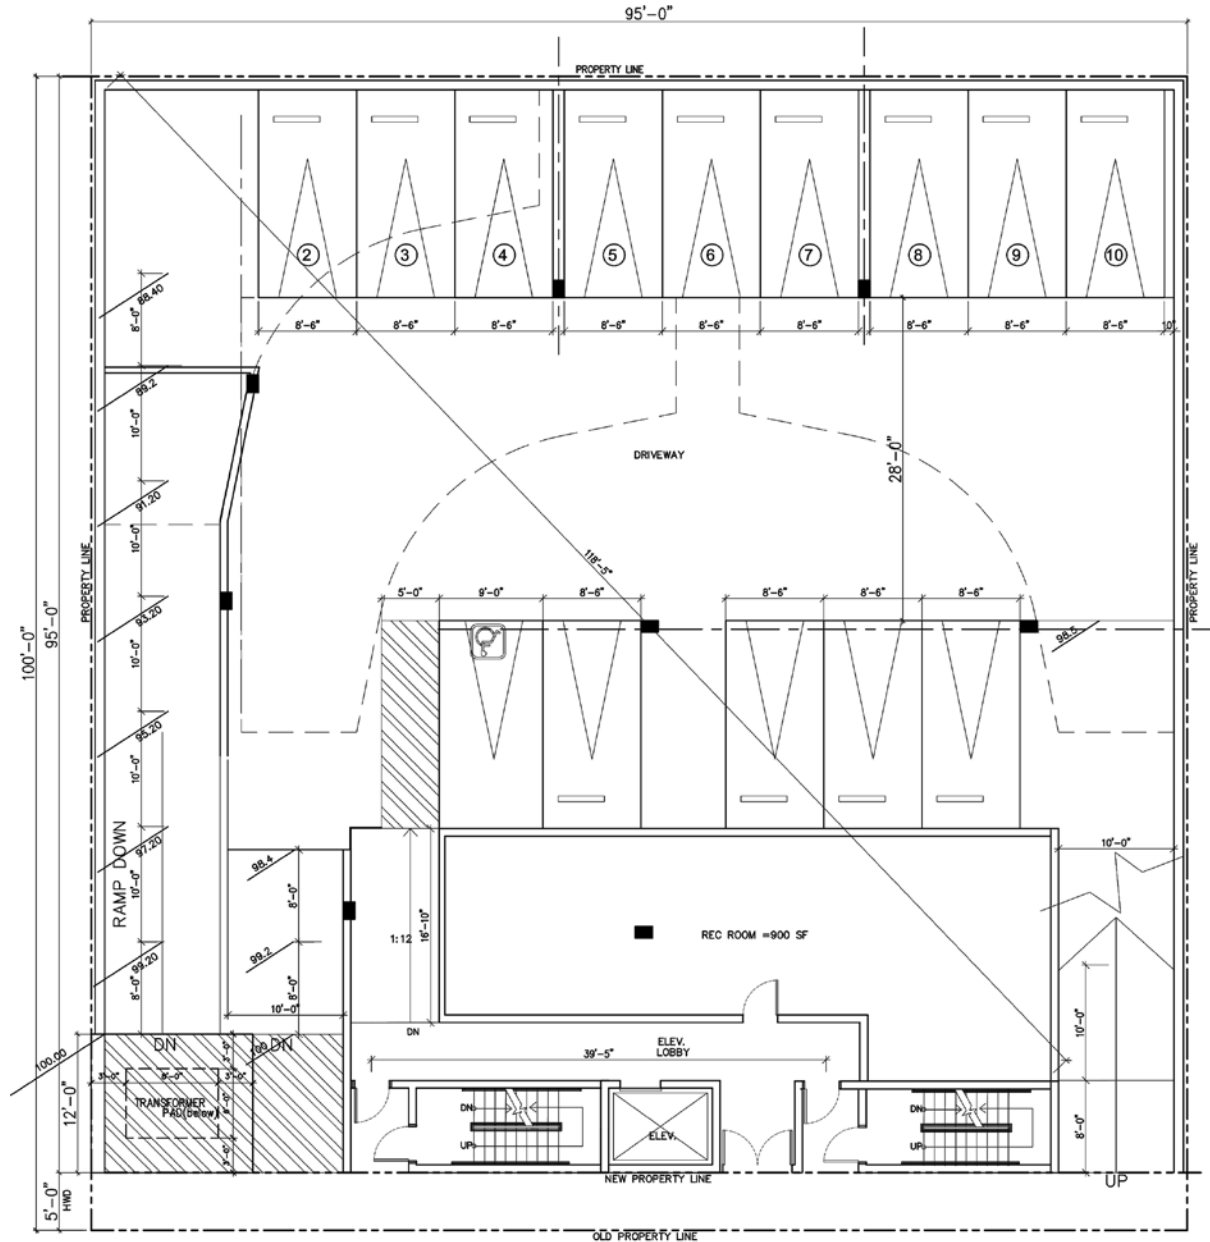 95'-0"
PROPERTY LINE
2
3
4
5
6
7
8
9
10
8'-6"
8'-6"
8'-6"
8'-6"
8'-6"
8'-6"
8'-6"
8'-6"
8'-6"
10"
88.40
8'-0"
89.2
10'-0"
DRIVEWAY
28'-0"
91.20
10'-0"
118'-5"
PROPERTY LINE
PROPERTY LINE
100'-0"
95'-0"
93.20
5'-0"
9'-0"
8'-6"
8'-6"
8'-6"
8'-6"
98.5
10'-0"
95.20
10'-0"
RAMP DOWN
97.20
10'-0"
98.4
8'-0"
10'-0"
1:12
16'-10"
REC ROOM =900 SF
99.20
99.2
8'-0"
8'-0"
10'-0"
10'-0"
DN
DN
DN
ELEV.
LOBBY
39'-5"
100.00
3'-0"
8'-0"
3'-0"
3'-0"
TRANSFORMER
PAD(below)
3'-0"
12'-0"
DN
UP
ELEV.
DN
UP
8'-0"
NEW PROPERTY LINE
UP
5'-0"
HWD
OLD PROPERTY LINE